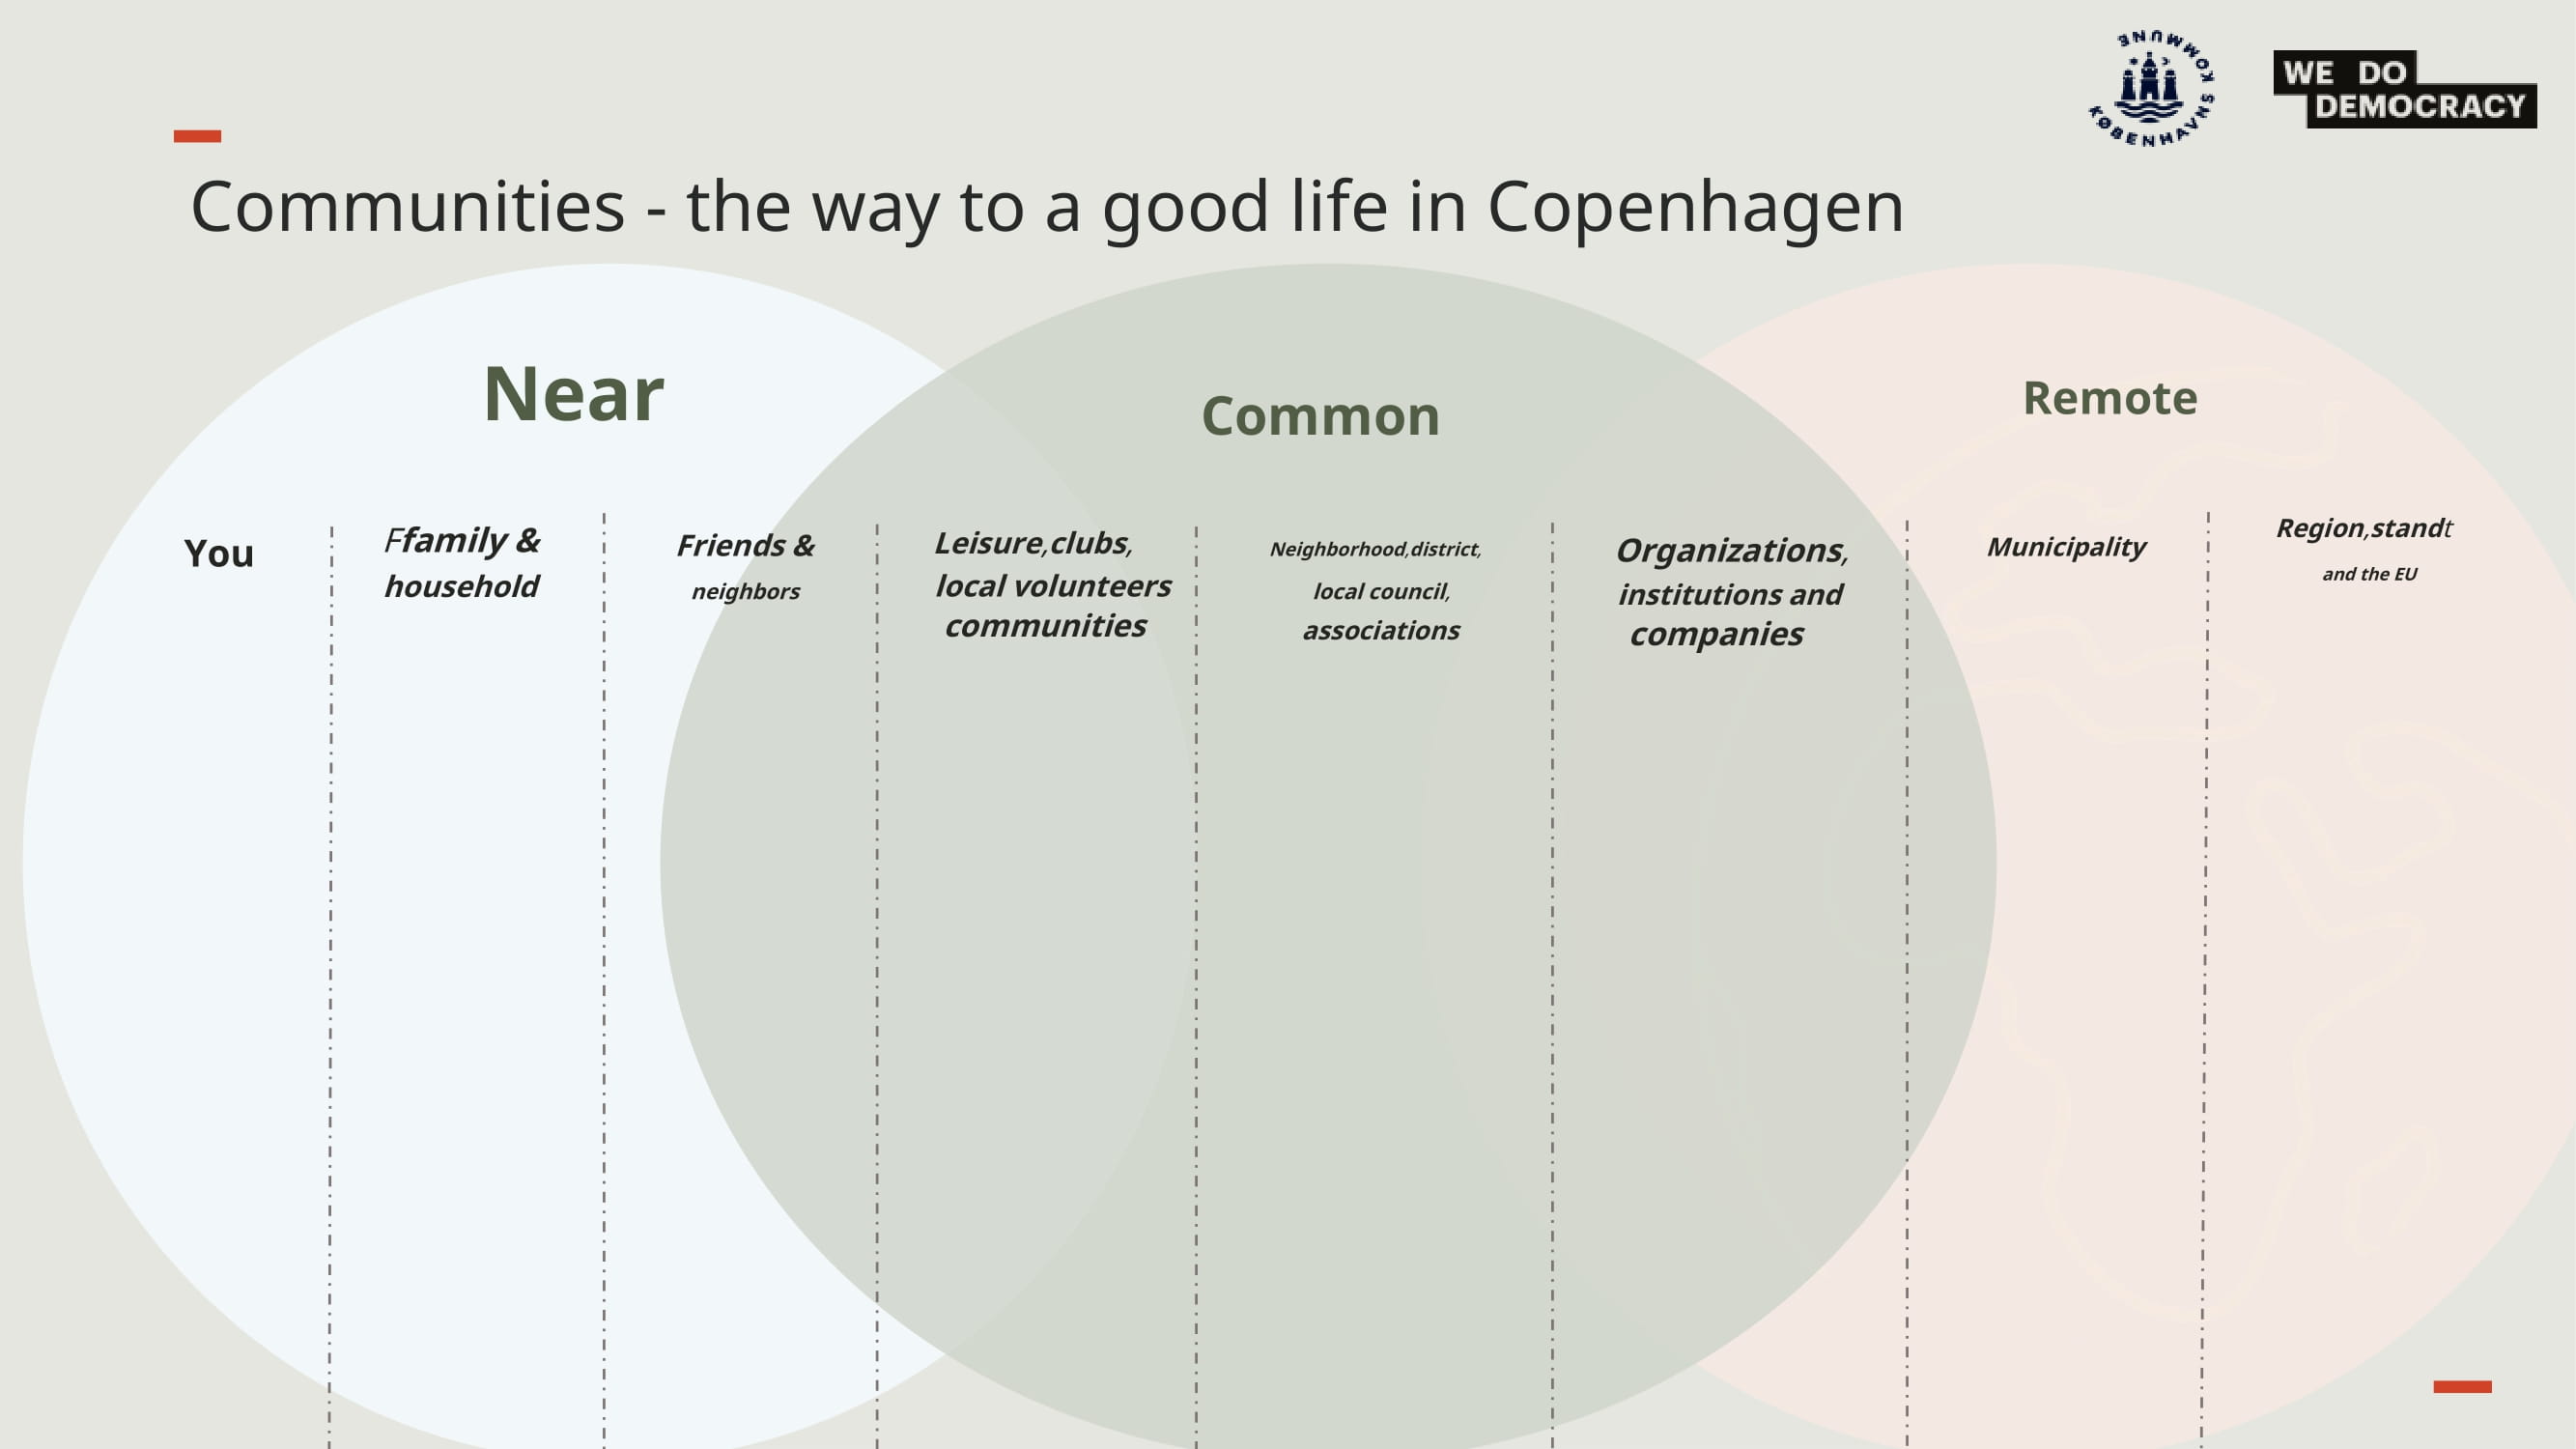 KØBENHAVNS KOMMUNE
WE DO
DEMOCRACY
Communities - the way to a good life in Copenhagen
Near
Common
Remote
You
Ffamily &
household
Friends &
neighbors
Leisure,clubs,
local volunteers
communities
Neighborhood,district,
local council,
associations
Organizations,
institutions and
companies
Municipality
Region,standt
and the EU